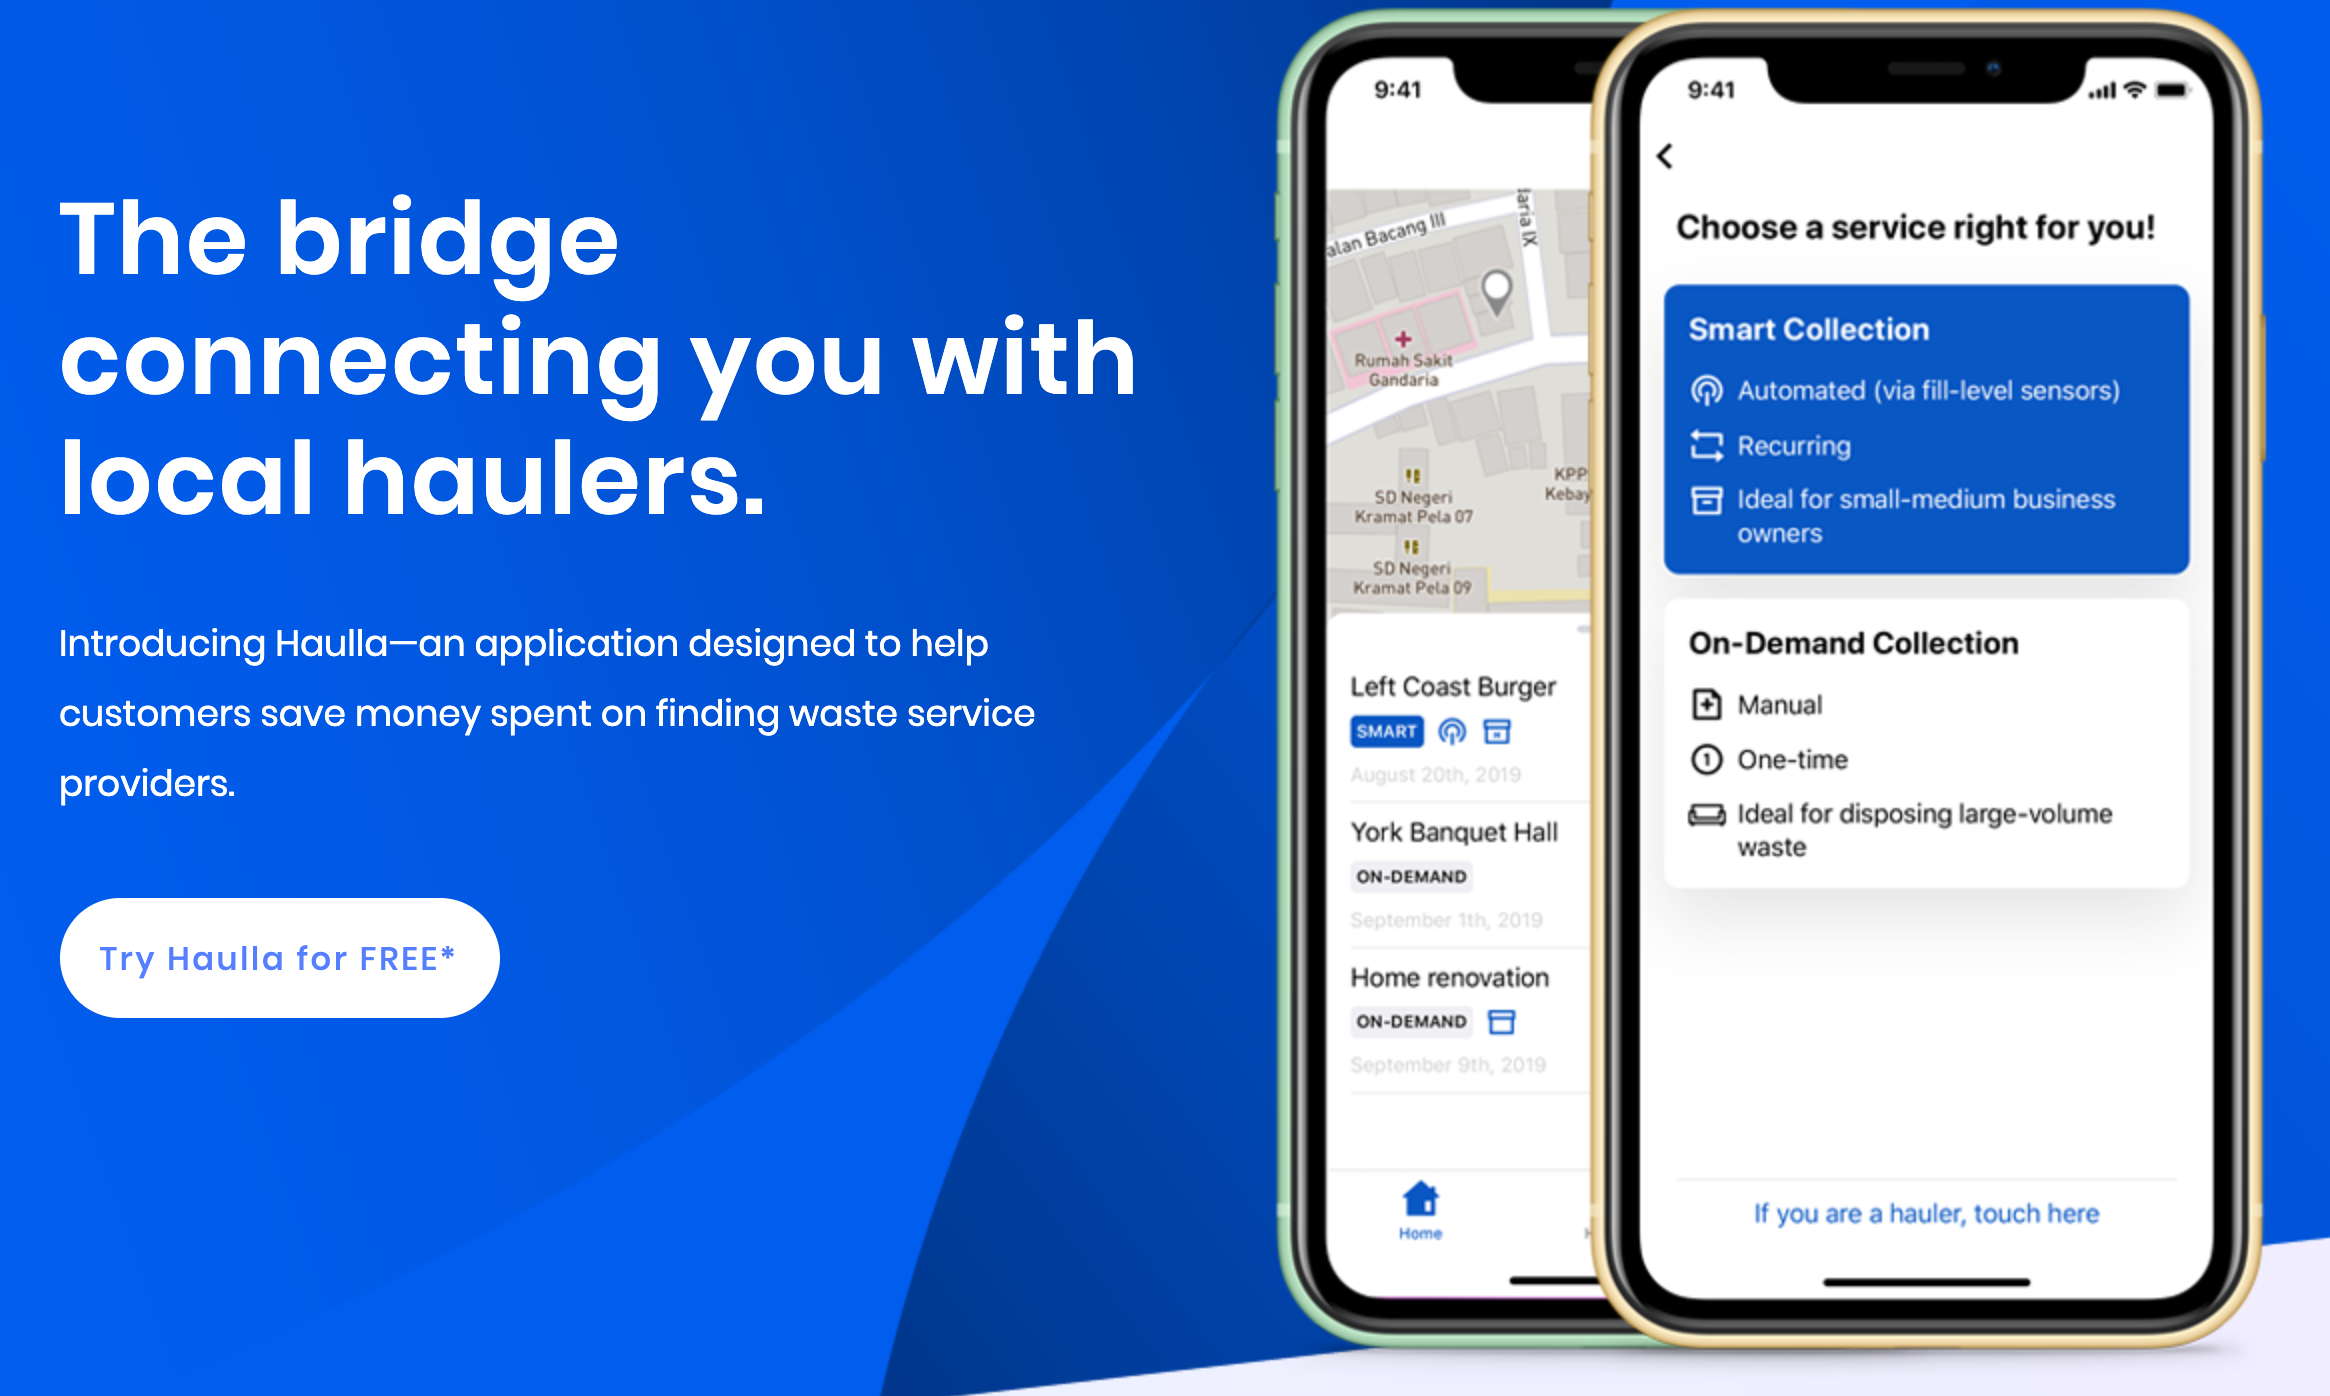 The bridge
connecting you with
local haulers.
Introducing Haulla—an application designed to help
customers save money spent on finding waste service
providers.
Try Haulla for FREE*
9:41
alan Bacang III
daria IX
Rumah Sakit
Gandaria
KPP
Kebay
SD Negeri
Kramat Pela 07
SD Negeri
Kramat Pela 09
Left Coast Burger
SMART
August 20th, 2019
York Banquet Hall
ON-DEMAND
September 1th, 2019
Home renovation
ON-DEMAND
September 9th, 2019
Home
9:41
Choose a service right for you!
Smart Collection
Automated (via fill-level sensors)
Recurring
Ideal for small-medium business
owners
On-Demand Collection
Manual
1
One-time
Ideal for disposing large-volume
waste
If you are a hauler, touch here